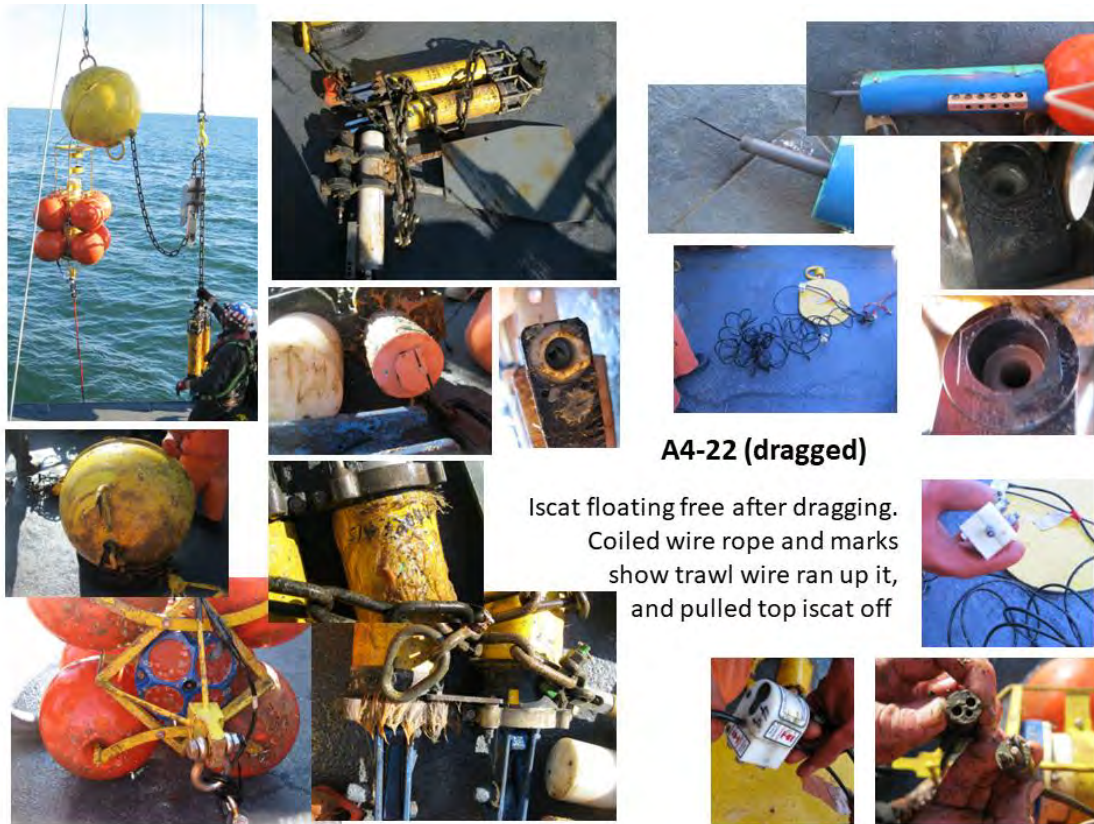 A4-22 (dragged)
Iscat floating free after dragging.
Coiled wire rope and marks
show trawl wire ran up it,
and pulled top iscat off